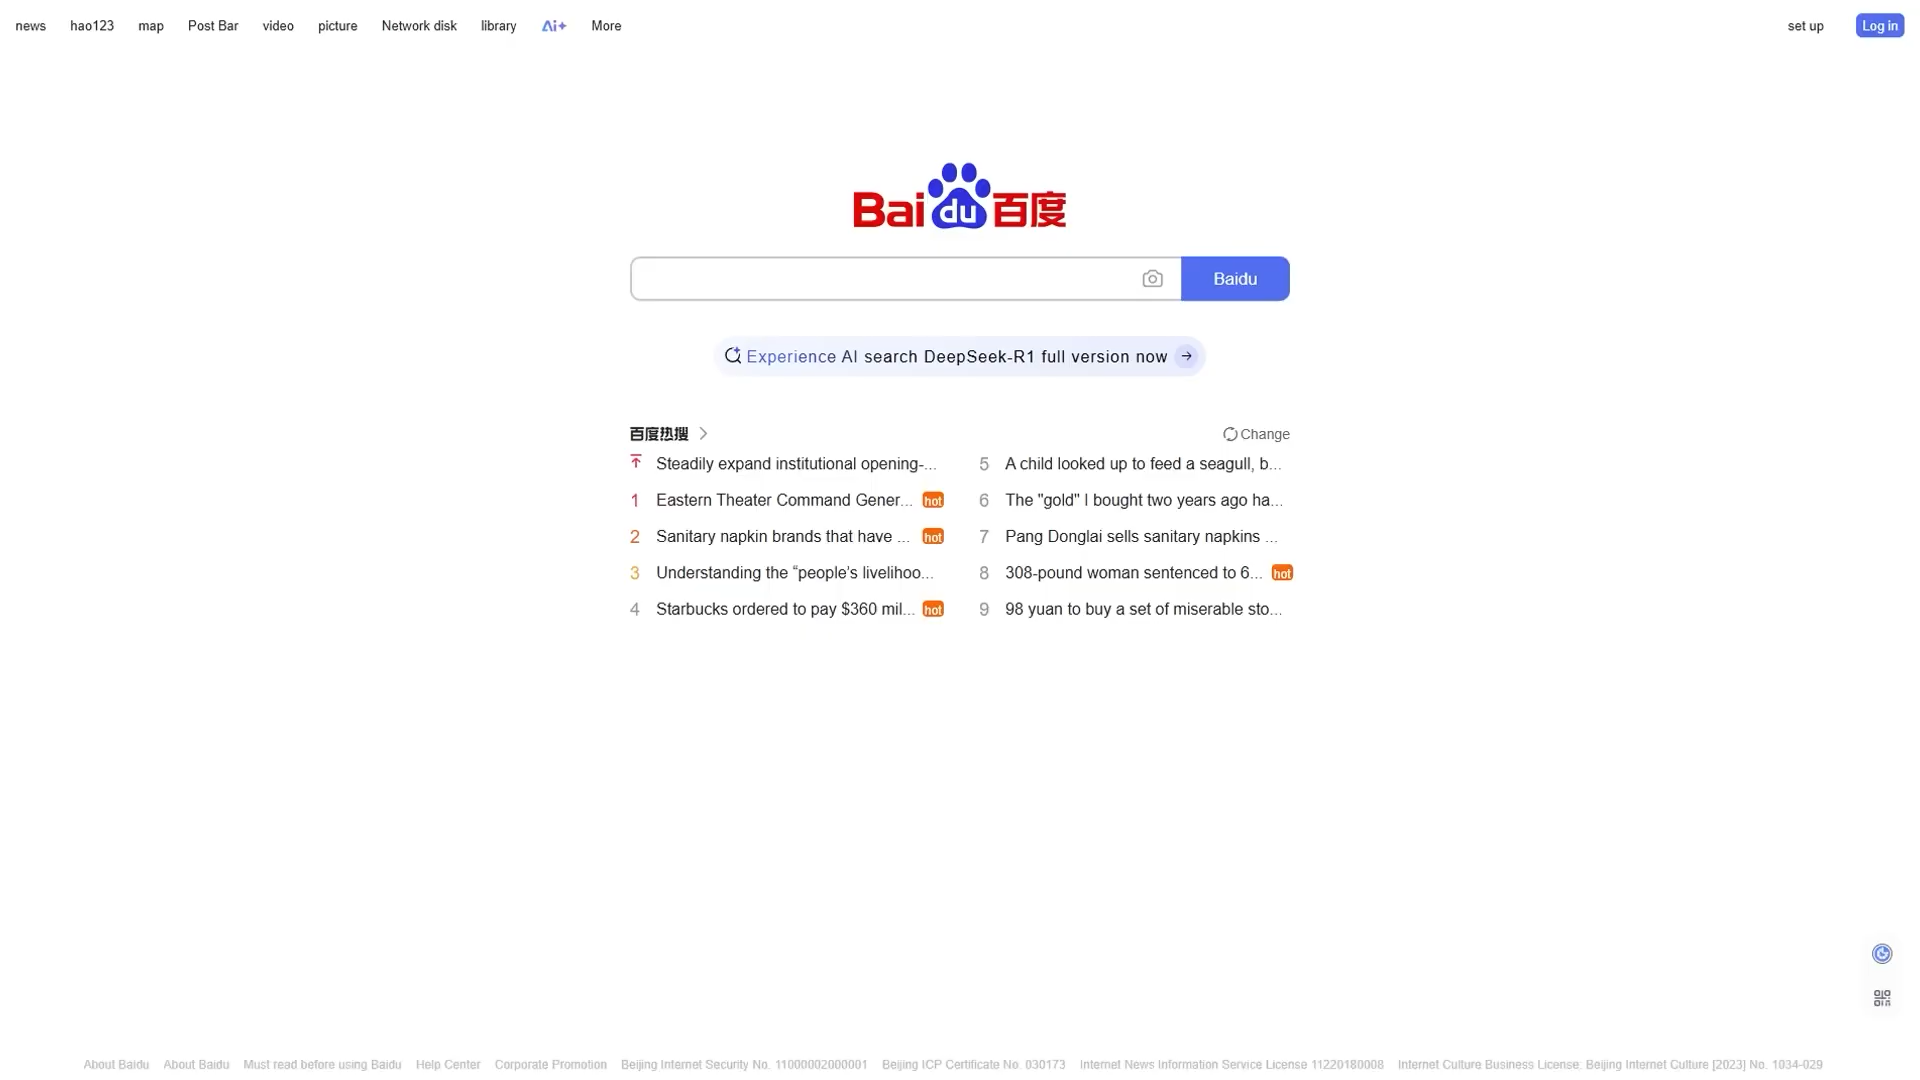 news hao123 map Post Bar video picture Network disk library Ai+ More set up Log in
Bai du 百度
Baidu
Experience AI search DeepSeek-R1 full version now
百度热搜 Change
Steadily expand institutional opening-...
1 Eastern Theater Command Gener... hot
2 Sanitary napkin brands that have ... hot
3 Understanding the “people's livelihoo...
4 Starbucks ordered to pay $360 mil... hot
5 A child looked up to feed a seagull, b...
6 The "gold" I bought two years ago ha...
7 Pang Donglai sells sanitary napkins ...
8 308-pound woman sentenced to 6... hot
9 98 yuan to buy a set of miserable sto...
About Baidu About Baidu Must read before using Baidu Help Center Corporate Promotion Beijing Internet Security No. 11000002000001 Beijing ICP Certificate No. 030173 Internet News Information Service License 11220180008 Internet Culture Business License: Beijing Internet Culture [2023] No. 1034-029